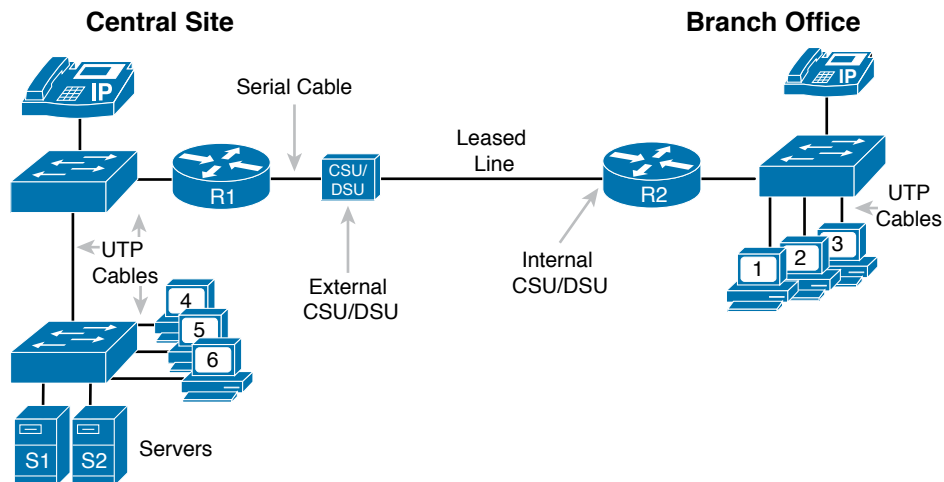 Central Site
Branch Office
IP
IP
Serial Cable
Leased
Line
CSU/
DSU
R1
R2
UTP
Cables
UTP
Cables
1
2
3
External
CSU/DSU
Internal
CSU/DSU
4
5
6
S1
S2
Servers